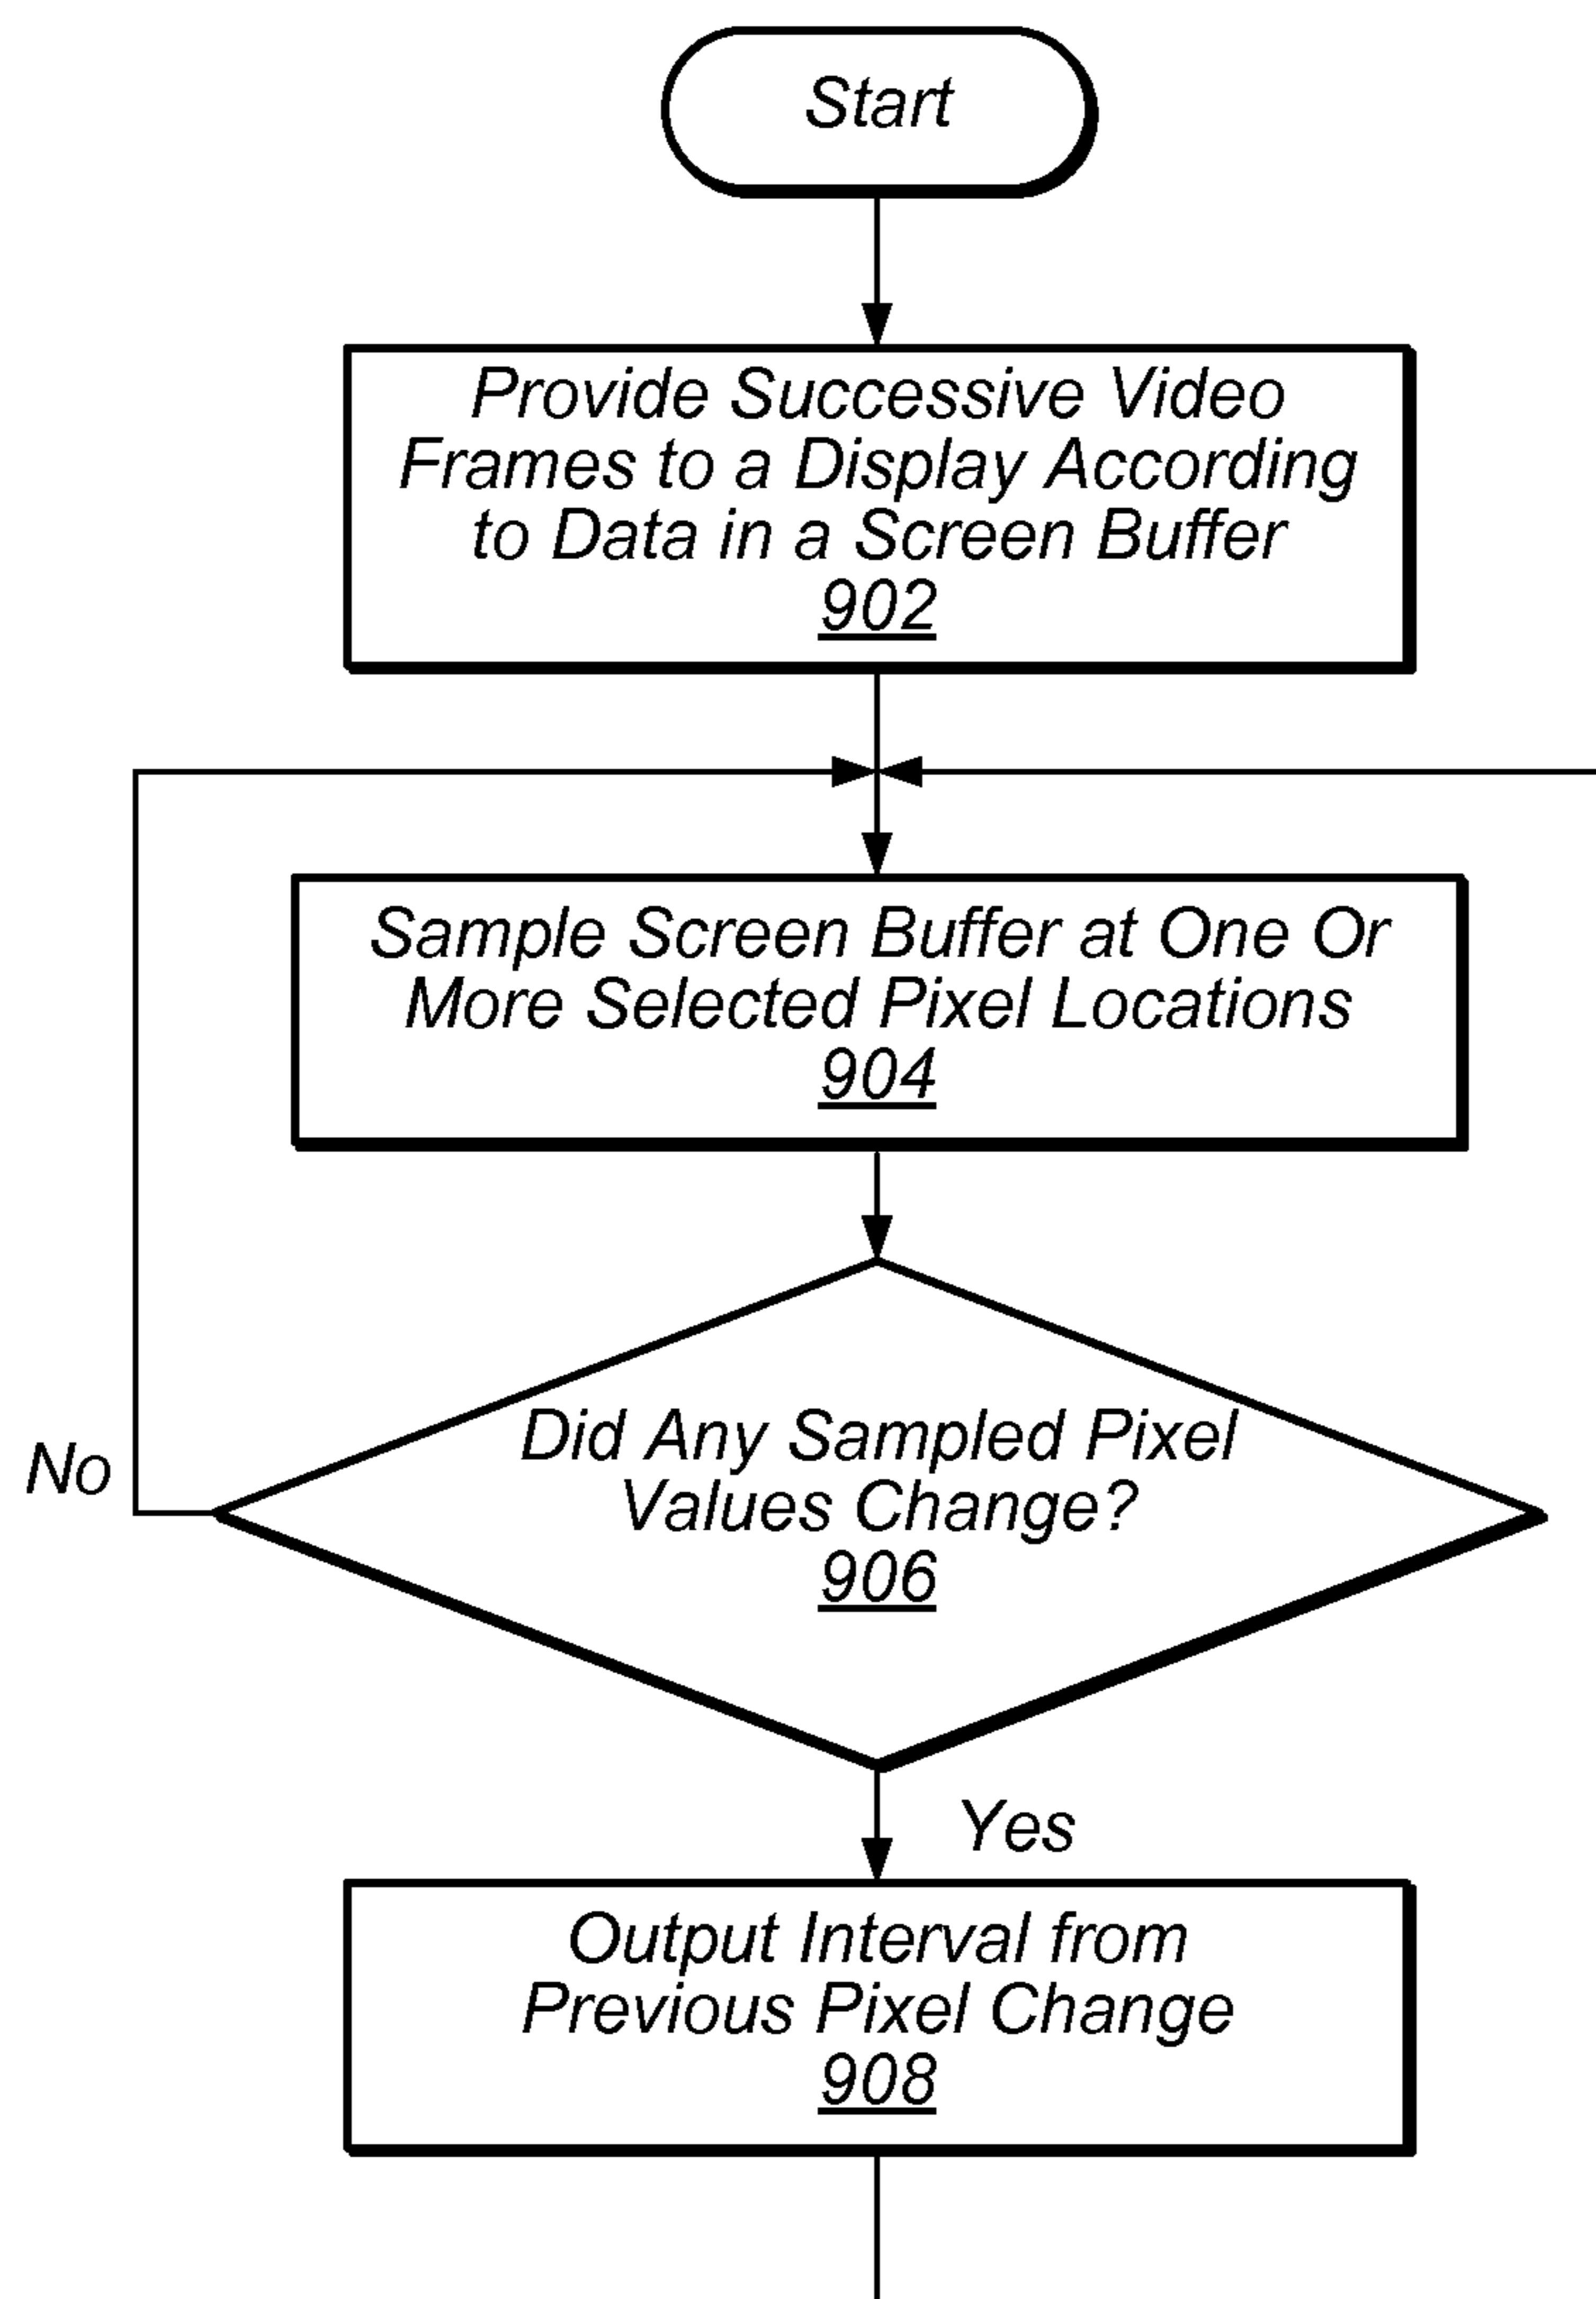 Start
Provide Successive Video
Frames to a Display According
to Data in a Screen Buffer
902
Sample Screen Buffer at One Or
More Selected Pixel Locations
904
Did Any Sampled Pixel
Values Change?
906
No
Yes
Output Interval from
Previous Pixel Change
908